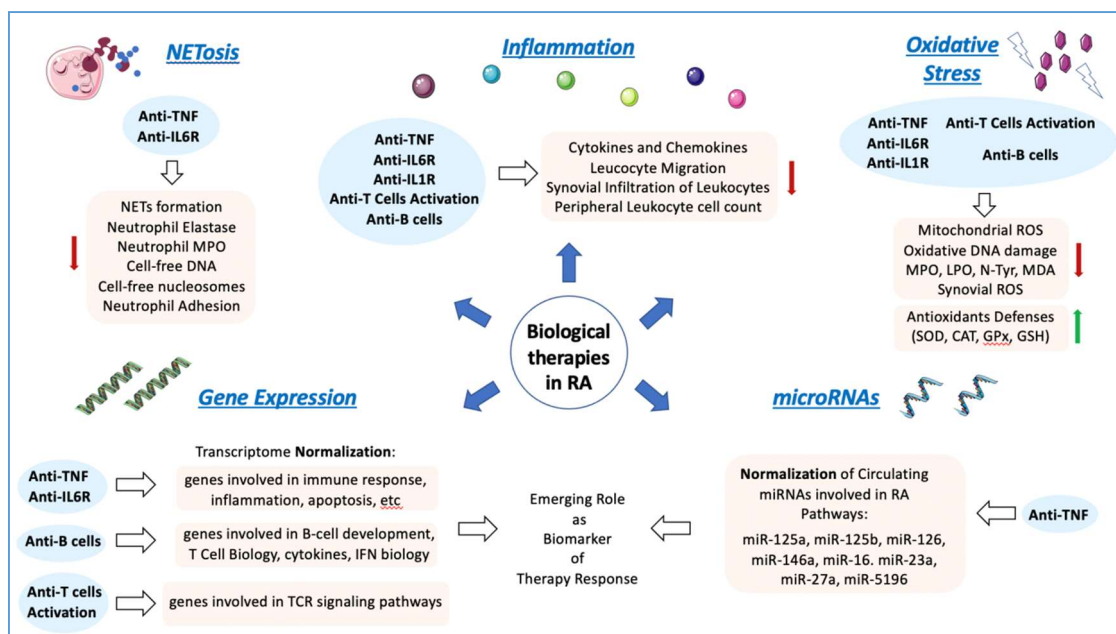 NETosis
Anti-TNF
Anti-IL6R
NETs formation
Neutrophil Elastase
Neutrophil MPO
Cell-free DNA
Cell-free nucleosomes
Neutrophil Adhesion
Inflammation
Anti-TNF
Anti-IL6R
Anti-IL1R
Anti-T Cells Activation
Anti-B cells
Cytokines and Chemokines
Leucocyte Migration
Synovial Infiltration of Leukocytes
Peripheral Leukocyte cell count
Oxidative
Stress
Anti-TNF
Anti-IL6R
Anti-IL1R
Anti-T Cells Activation
Anti-B cells
Mitochondrial ROS
Oxidative DNA damage
MPO, LPO, N-Tyr, MDA
Synovial ROS
Antioxidants Defenses
(SOD, CAT, GPx, GSH)
Biological
therapies
in RA
Gene Expression
Transcriptome Normalization:
Anti-TNF
Anti-IL6R
genes involved in immune response,
inflammation, apoptosis, etc
Anti-B cells
genes involved in B-cell development,
T Cell Biology, cytokines, IFN biology
Anti-T cells
Activation
genes involved in TCR signaling pathways
Emerging Role
as
Biomarker
of
Therapy Response
microRNAs
Normalization of Circulating
miRNAs involved in RA
Pathways:
miR-125a, miR-125b, miR-126,
miR-146a, miR-16. miR-23a,
miR-27a, miR-5196
Anti-TNF